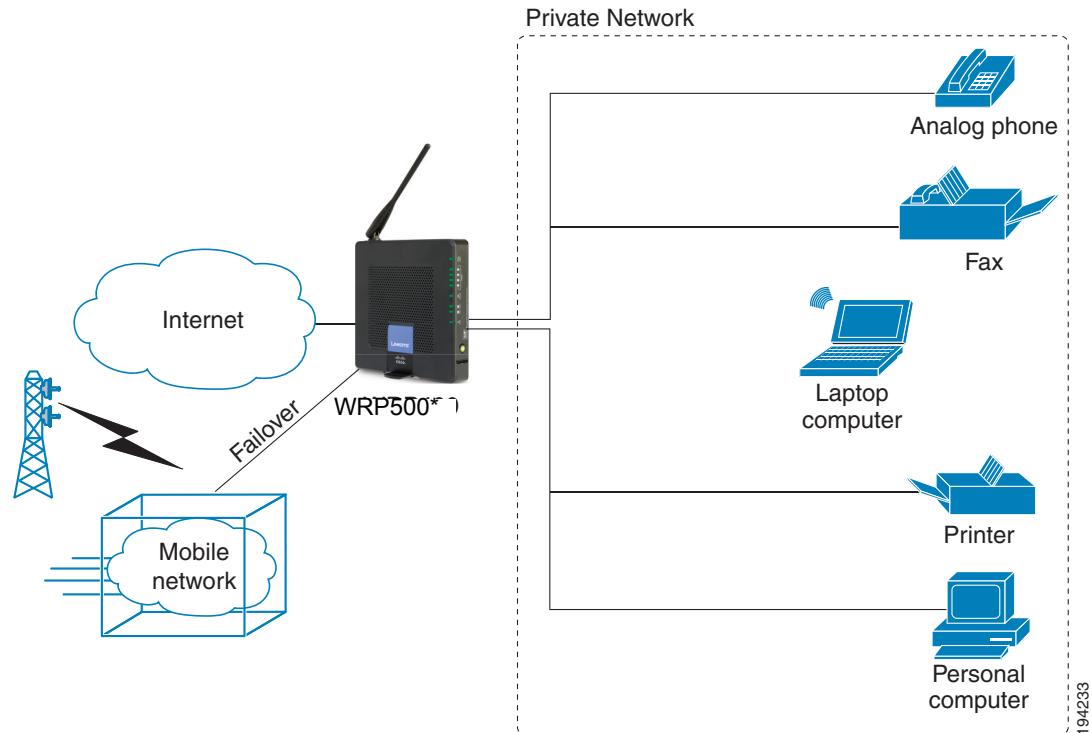 Private Network
Analog phone
Fax
Internet
Laptop
computer
WRP500*
Failover
Mobile
network
Printer
Personal
computer
194233